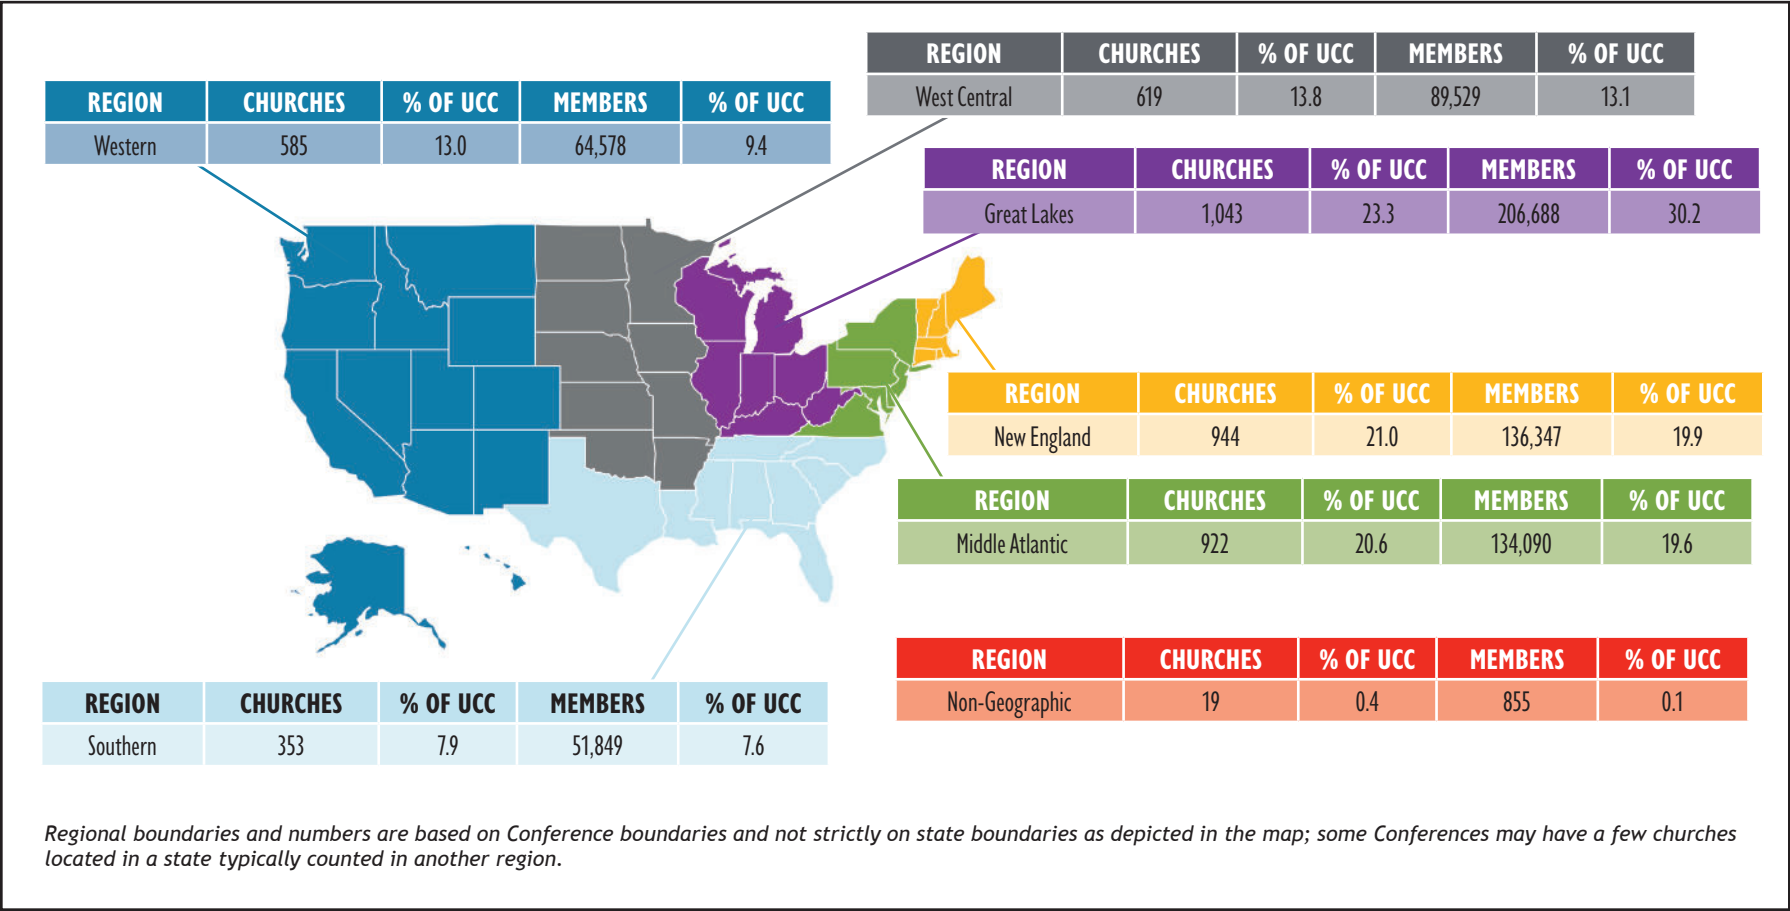 REGION CHURCHES % OF UCC MEMBERS % OF UCC
West Central 619 13.8 89,529 13.1
REGION CHURCHES % OF UCC MEMBERS % OF UCC
Western 585 13.0 64,578 9.4
REGION CHURCHES % OF UCC MEMBERS % OF UCC
Great Lakes 1,043 23.3 206,688 30.2
REGION CHURCHES % OF UCC MEMBERS % OF UCC
New England 944 21.0 136,347 19.9
REGION CHURCHES % OF UCC MEMBERS % OF UCC
Middle Atlantic 922 20.6 134,090 19.6
REGION CHURCHES % OF UCC MEMBERS % OF UCC
Non-Geographic 19 0.4 855 0.1
REGION CHURCHES % OF UCC MEMBERS % OF UCC
Southern 353 7.9 51,849 7.6
Regional boundaries and numbers are based on Conference boundaries and not strictly on state boundaries as depicted in the map; some Conferences may have a few churches
located in a state typically counted in another region.